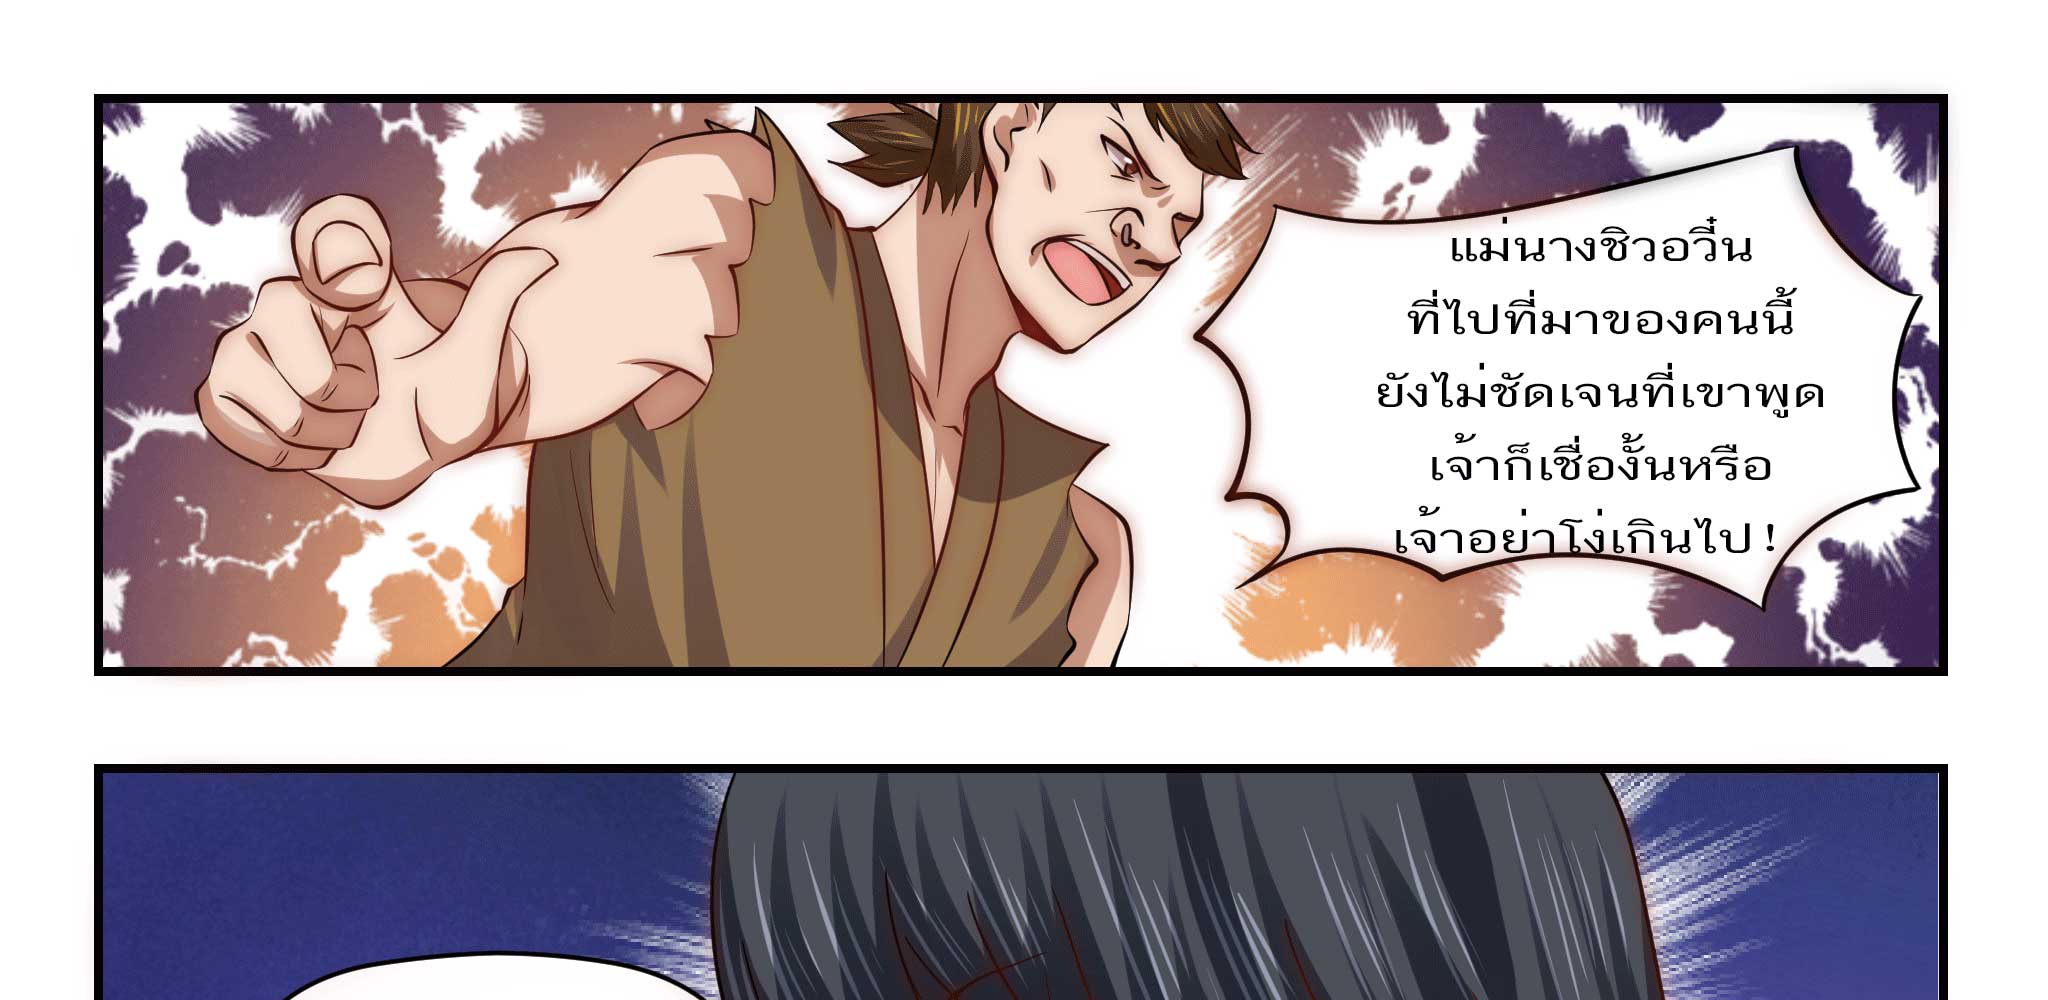 แม่นางชิวอวี๋น
ที่ไปที่มาของคนนี้
ยังไม่ชัดเจนที่เขาพูด
เจ้าก็เชื่องั้นหรือ
เจ้าอย่าโง่เกินไป!